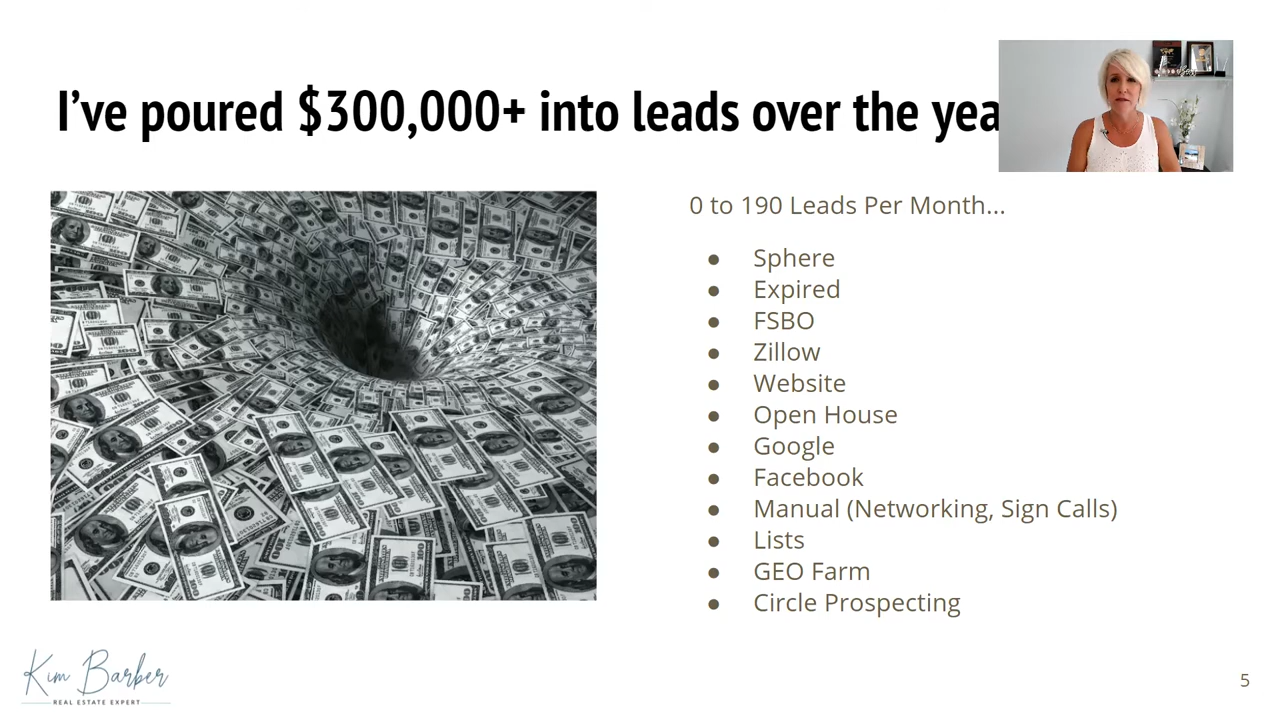 I’ve poured $300,000+ into leads over the yea
0 to 190 Leads Per Month...
● Sphere
● Expired
● FSBO
● Zillow
● Website
● Open House
● Google
● Facebook
● Manual (Networking, Sign Calls)
● Lists
● GEO Farm
● Circle Prospecting
Kim Barber
REAL ESTATE EXPERT
5